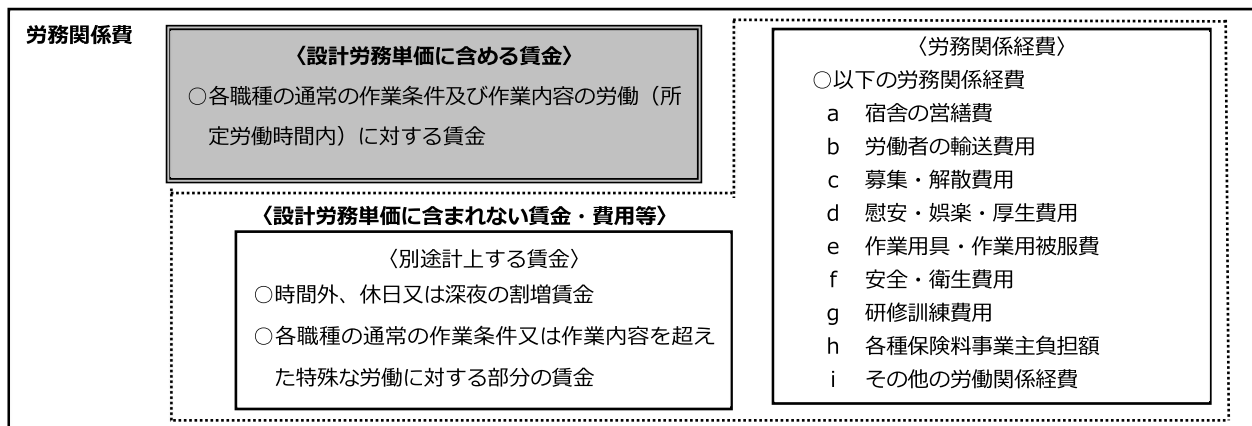 労務関係費
〈設計労務単価に含める賃金〉
○各職種の通常の作業条件及び作業内容の労働（所
定労働時間内）に対する賃金
〈設計労務単価に含まれない賃金・費用等〉
〈別途計上する賃金〉
○時間外、休日又は深夜の割増賃金
○各職種の通常の作業条件又は作業内容を超え
た特殊な労働に対する部分の賃金
〈労務関係経費〉
○以下の労務関係経費
a 宿舎の営繕費
b 労働者の輸送費用
c 募集・解散費用
d 慰安・娯楽・厚生費用
e 作業用具・作業用被服費
f 安全・衛生費用
g 研修訓練費用
h 各種保険料事業主負担額
i その他の労働関係経費